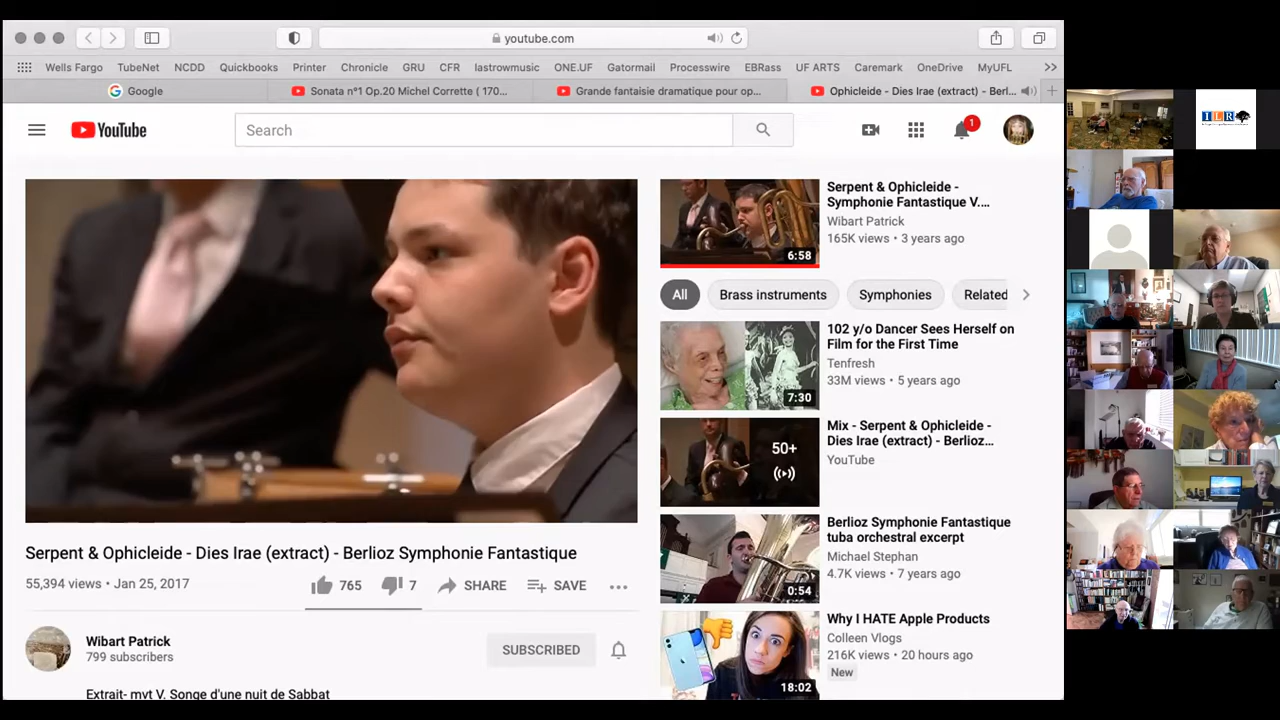 youtube.com
Wells Fargo TubeNet NCDD Quickbooks Printer Chronicle GRU CFR lastrowmusic ONE.UF Gatormail Processwire EBRass UF ARTS Caremark OneDrive MyUFL
Google
Sonata nº1 Op.20 Michel Corrette ( 170...
Grande fantaisie dramatique pour op...
Ophicleide - Dies Irae (extract) - Berl...
YouTube
Search
1
ILR
Serpent & Ophicleide -
Symphonie Fantastique V....
Wibart Patrick
165K views • 3 years ago
6:58
All Brass instruments Symphonies Related
102 y/o Dancer Sees Herself on
Film for the First Time
Tenfresh
33M views • 5 years ago
7:30
Mix - Serpent & Ophicleide -
Dies Irae (extract) - Berlioz...
YouTube
50+
Berlioz Symphonie Fantastique
tuba orchestral excerpt
Michael Stephan
4.7K views • 7 years ago
0:54
Why I HATE Apple Products
Colleen Vlogs
216K views • 20 hours ago
New
18:02
Serpent & Ophicleide - Dies Irae (extract) - Berlioz Symphonie Fantastique
55,394 views • Jan 25, 2017
765 7 SHARE SAVE
Wibart Patrick
799 subscribers
SUBSCRIBED
Extrait- mvt V. Songe d'une nuit de Sabbat